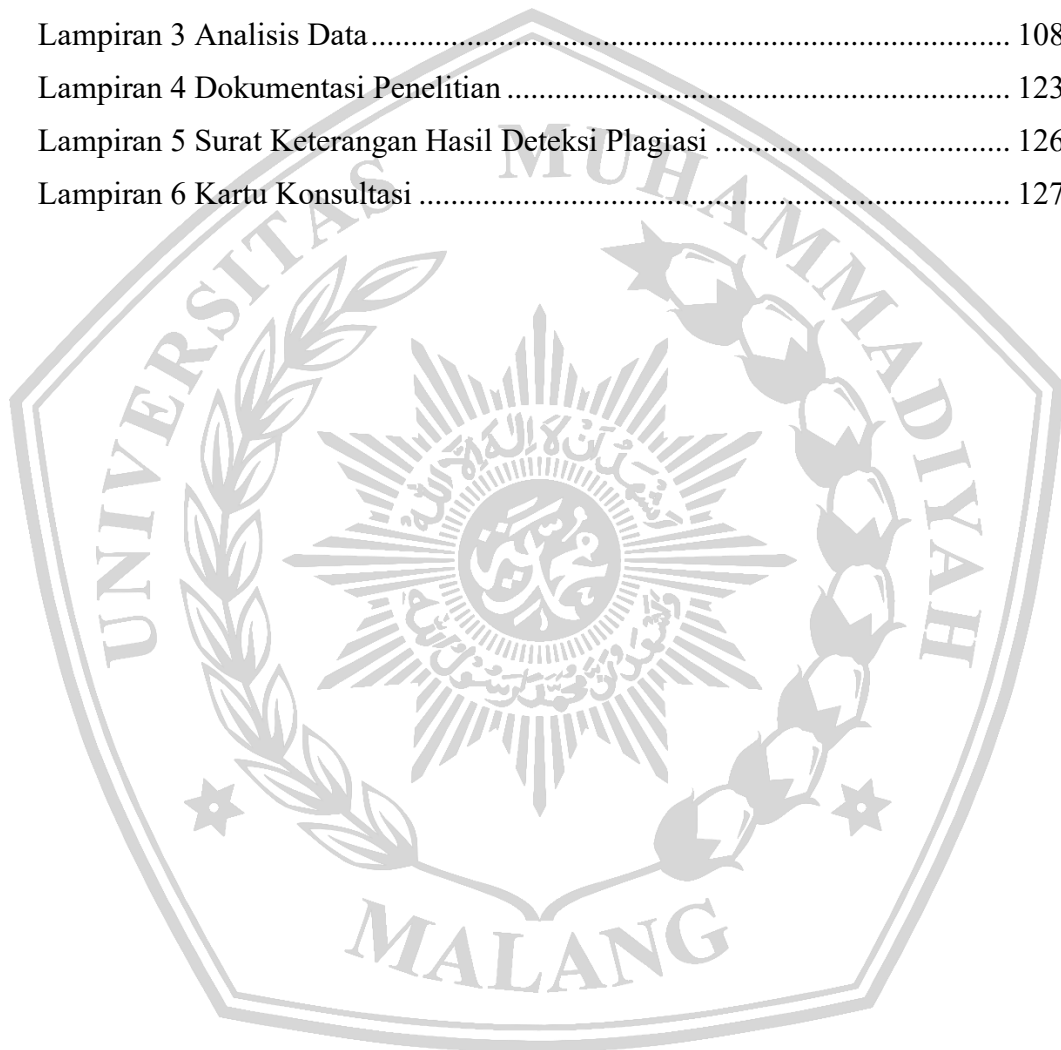 Lampiran 3 Analisis Data ................................................................................ 108
Lampiran 4 Dokumentasi Penelitian ............................................................... 123
Lampiran 5 Surat Keterangan Hasil Deteksi Plagiasi ..................................... 126
Lampiran 6 Kartu Konsultasi .......................................................................... 127
UNIVERSITAS MUHAMMADIYAH
MALANG